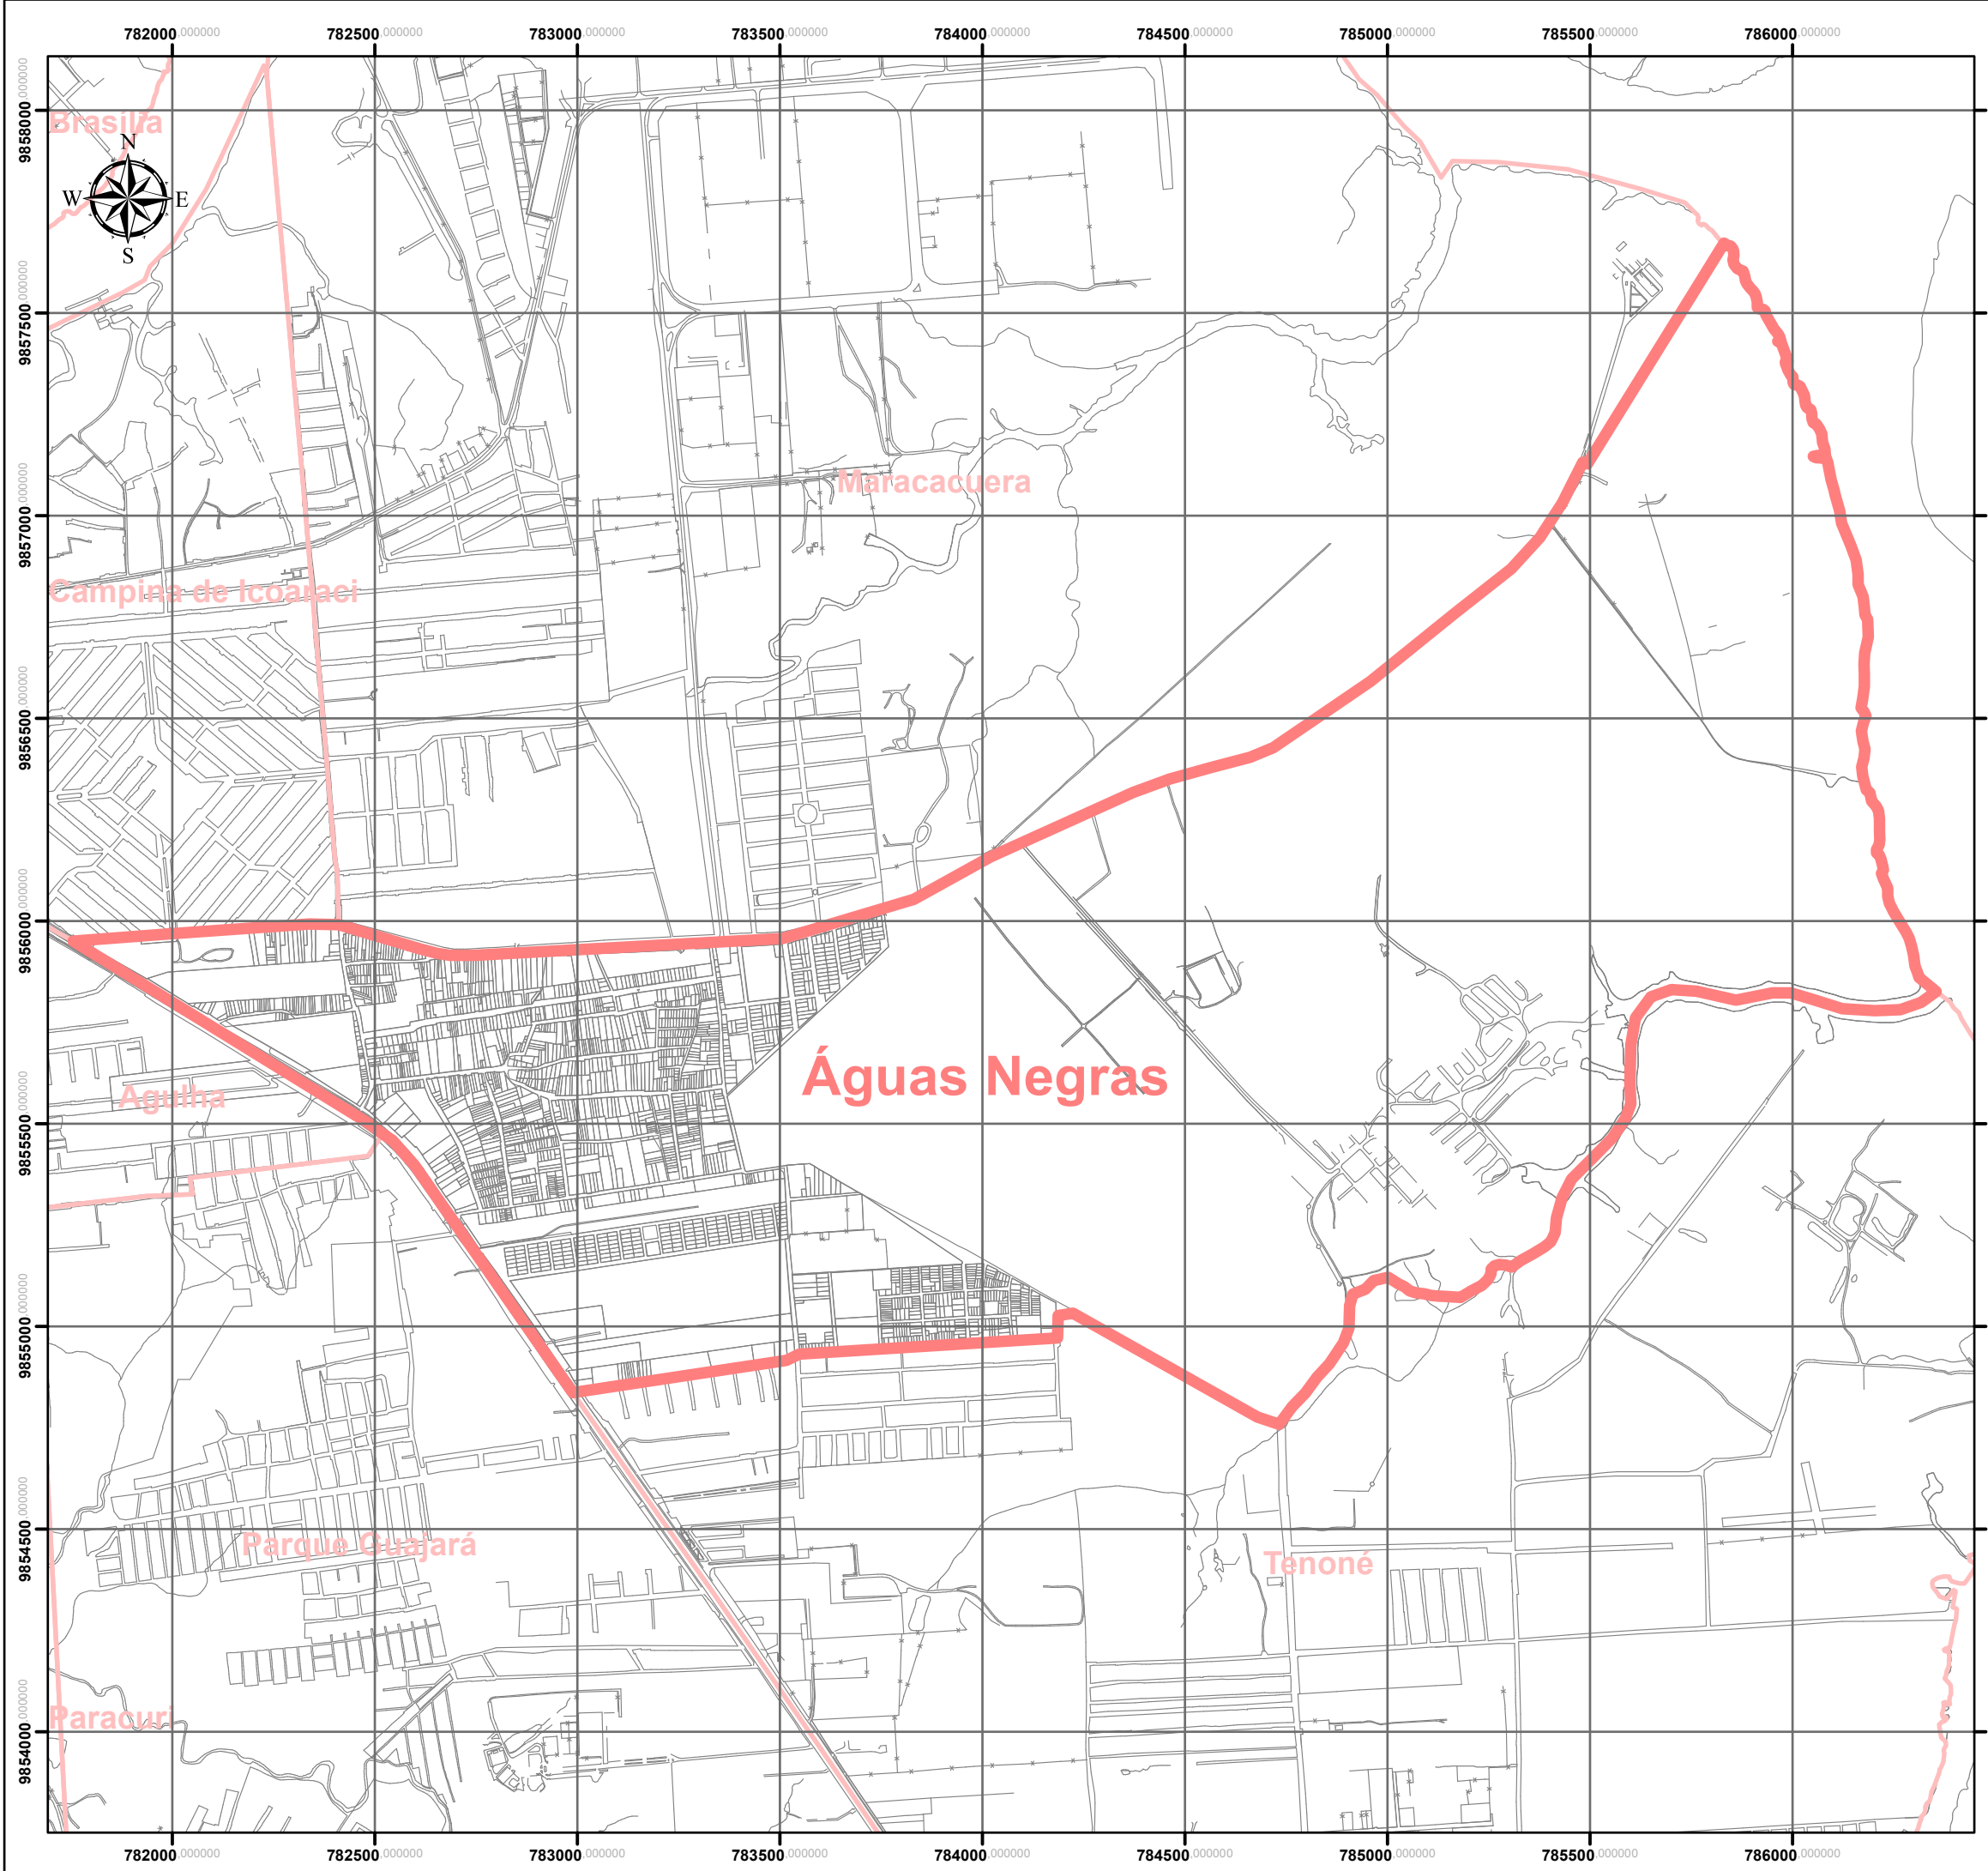 782000.000000 782500.000000 783000.000000 783500.000000 784000.000000 784500.000000 785000.000000 785500.000000 786000.000000
9858000.000000
Brasília
N
W E
S
9857500.000000
Maracacuera
9857000.000000
Campina de Icoaraci
9856500.000000
9856000.000000
Águas Negras
Agulha
9855500.000000
9855000.000000
Parque Guajará
Tenoné
9854500.000000
Paracuri
9854000.000000
782000.000000 782500.000000 783000.000000 783500.000000 784000.000000 784500.000000 785000.000000 785500.000000 786000.000000